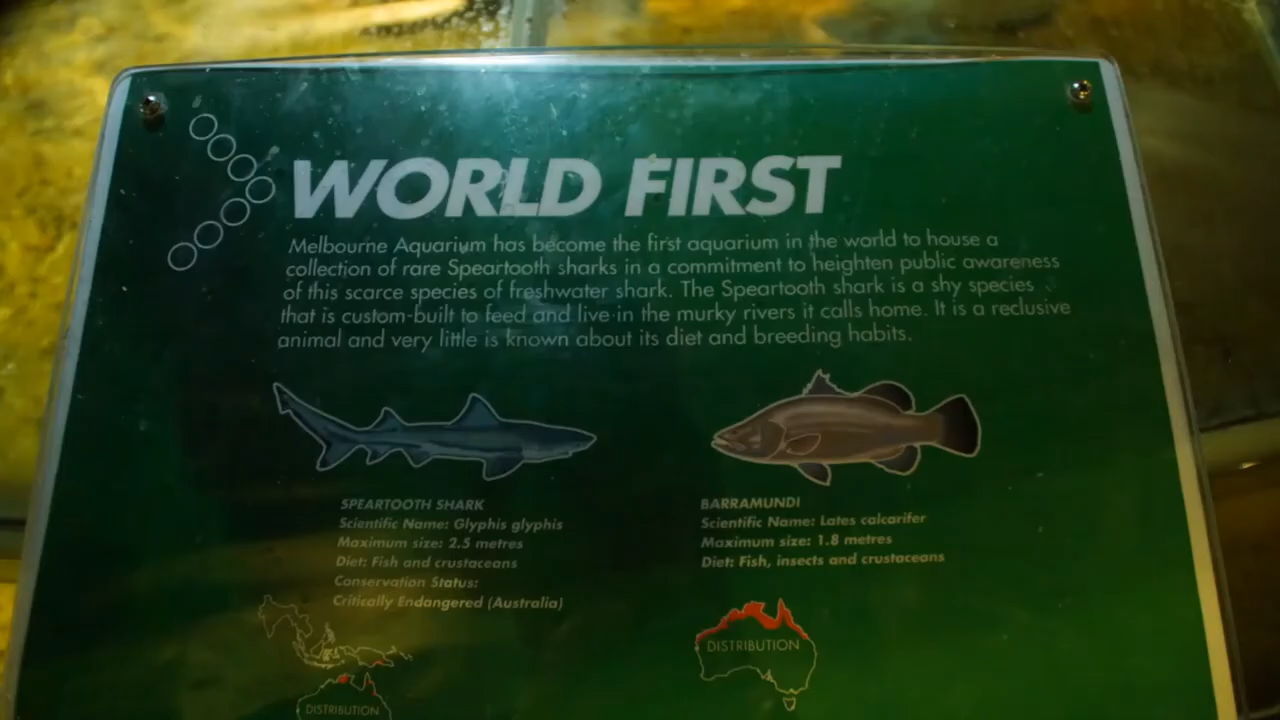 WORLD FIRST
Melbourne Aquarium has become the first aquarium in the world to house a
collection of rare Speartooth sharks in a commitment to heighten public awareness
of this scarce species of freshwater shark. The Speartooth shark is a shy species
that is custom-built to feed and live in the murky rivers it calls home. It is a reclusive
animal and very little is known about its diet and breeding habits.
SPEARTOOTH SHARK
Scientific Name: Glyphis glyphis
Maximum size: 2.5 metres
Diet: Fish and crustaceans
Conservation Status:
Critically Endangered (Australia)
DISTRIBUTION
BARRAMUNDI
Scientific Name: Lates calcarifer
Maximum size: 1.8 metres
Diet: Fish, insects and crustaceans
DISTRIBUTION